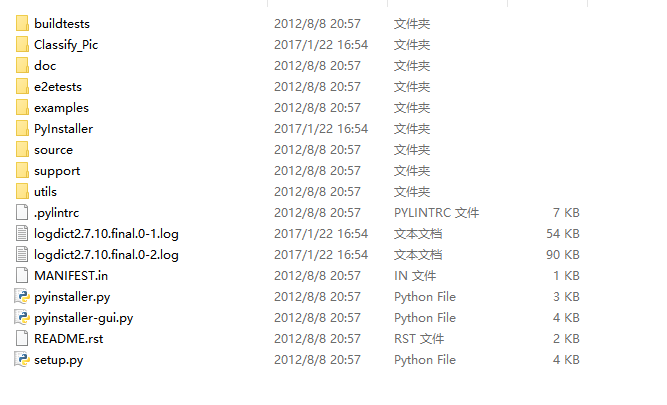 buildtests 2012/8/8 20:57 文件夹
Classify_Pic 2017/1/22 16:54 文件夹
doc 2012/8/8 20:57 文件夹
e2etests 2012/8/8 20:57 文件夹
examples 2012/8/8 20:57 文件夹
PyInstaller 2017/1/22 16:54 文件夹
source 2012/8/8 20:57 文件夹
support 2012/8/8 20:57 文件夹
utils 2012/8/8 20:57 文件夹
.pylintrc 2012/8/8 20:57 PYLINTRC 文件 7 KB
logdict2.7.10.final.0-1.log 2017/1/22 16:54 文本文档 54 KB
logdict2.7.10.final.0-2.log 2017/1/22 16:54 文本文档 90 KB
MANIFEST.in 2012/8/8 20:57 IN 文件 1 KB
pyinstaller.py 2012/8/8 20:57 Python File 3 KB
pyinstaller-gui.py 2012/8/8 20:57 Python File 4 KB
README.rst 2012/8/8 20:57 RST 文件 2 KB
setup.py 2012/8/8 20:57 Python File 4 KB